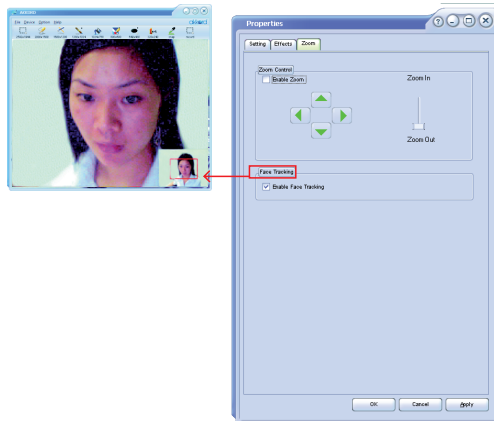 File Device Option Help
Properties
Setting Effects Zoom
Zoom Control
Enable Zoom
Zoom In
Zoom Out
Face Tracking
Enable Face Tracking
OK Cancel Apply